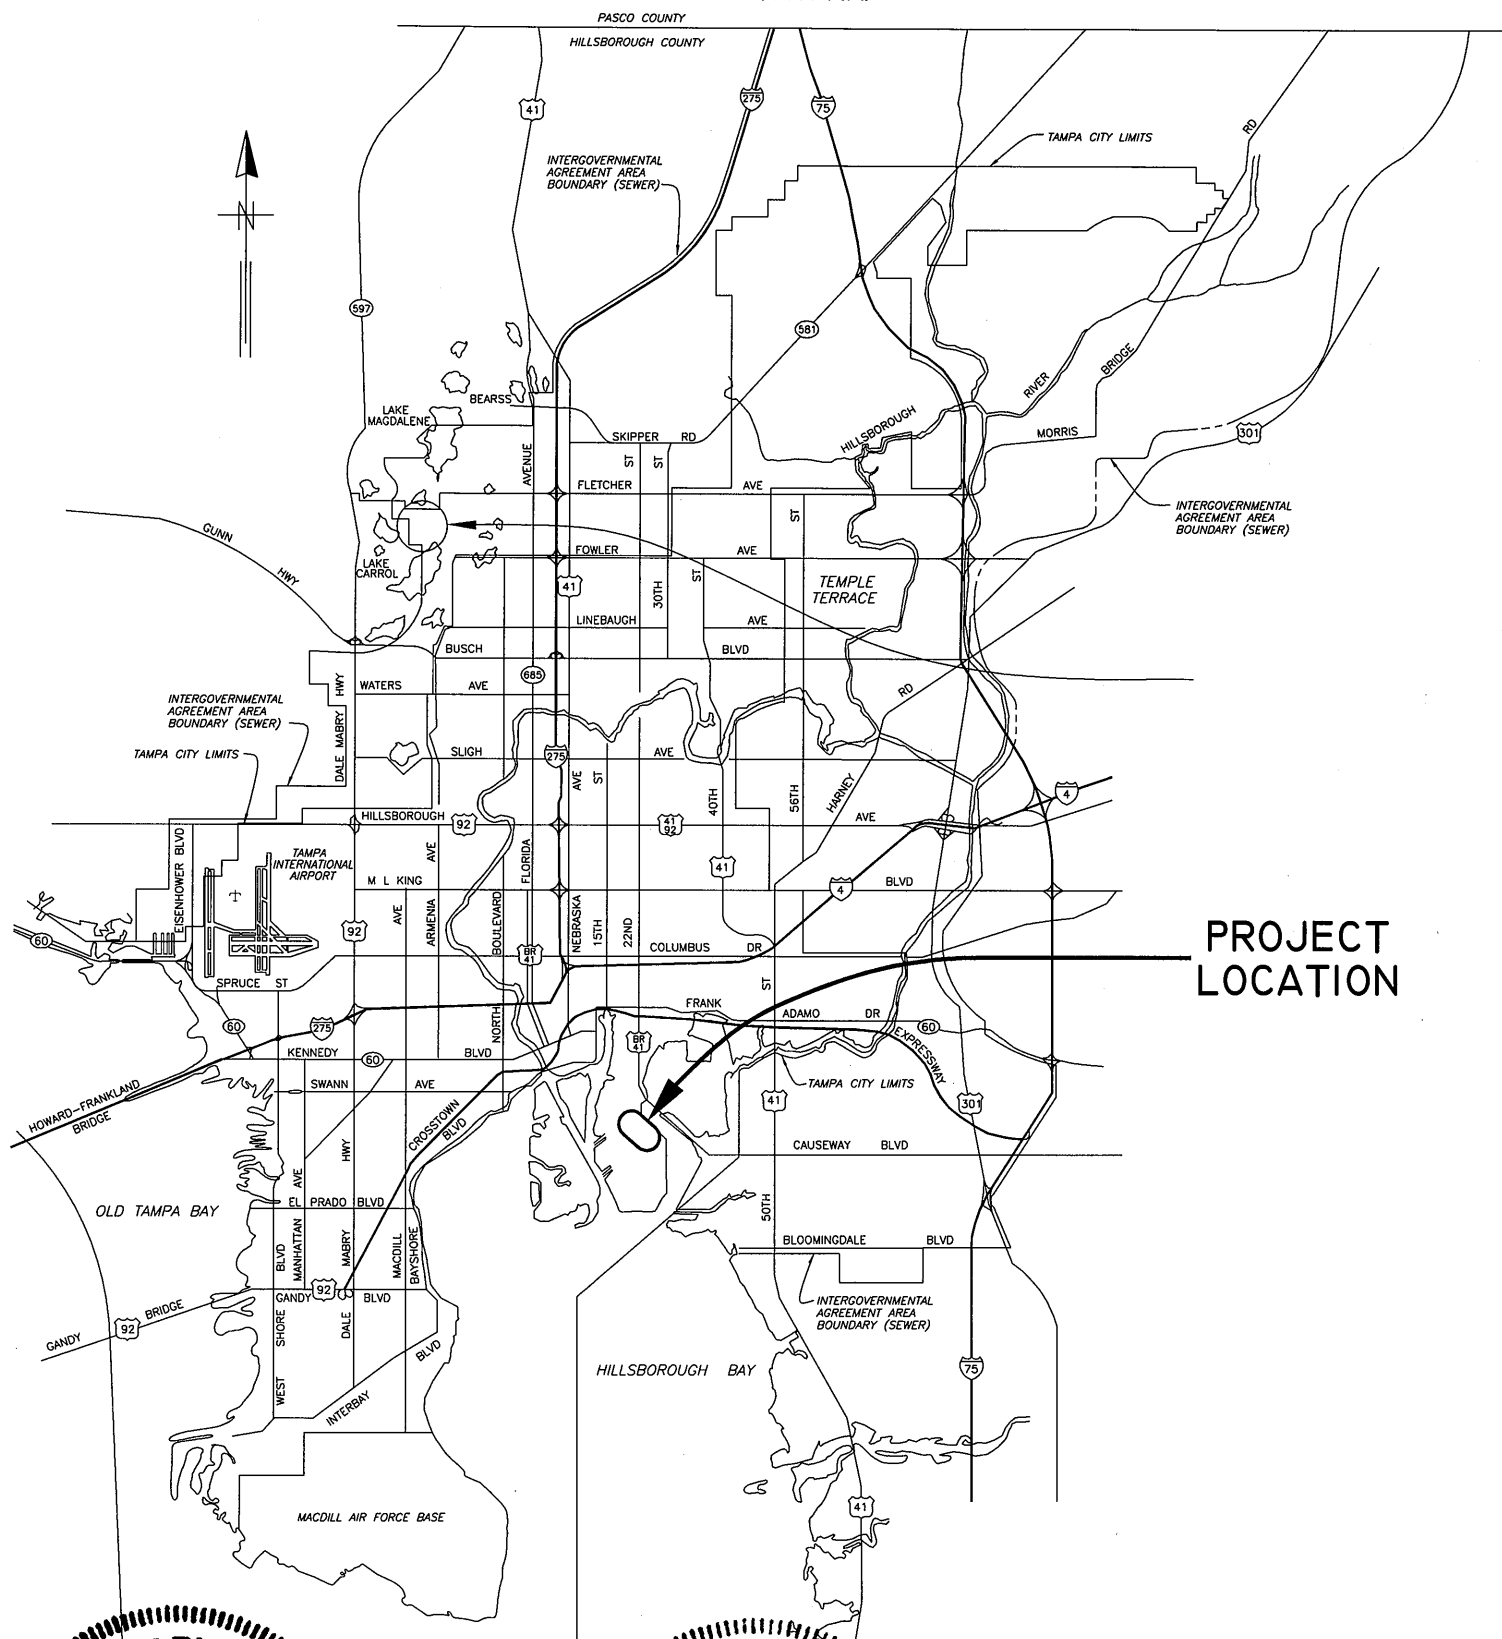 PASCO COUNTY
HILLSBOROUGH COUNTY
41
275
75
TAMPA CITY LIMITS
RD
INTERGOVERNMENTAL
AGREEMENT AREA
BOUNDARY (SEWER)
N
597
581
BRIDGE
RIVER
BEARSS
LAKE
MAGDALENE
HILLSBOROUGH
SKIPPER RD
MORRIS
301
AVENUE
ST
ST
FLETCHER AVE
INTERGOVERNMENTAL
AGREEMENT AREA
BOUNDARY (SEWER)
ST
GUNN
HWY
FOWLER AVE
LAKE
CARROL
41
30TH
ST
TEMPLE
TERRACE
LINEBAUGH AVE
BUSCH BLVD
685
WATERS AVE
HWY
RD
INTERGOVERNMENTAL
AGREEMENT AREA
BOUNDARY (SEWER)
TAMPA CITY LIMITS
DALE MABRY
SLIGH AVE
275
AVE
ST
40TH
56TH
HARNEY
4
HILLSBOROUGH
92
41
92
AVE
EISENHOWER BLVD
TAMPA
INTERNATIONAL
AIRPORT
AVE
FLORIDA
41
M L KING
4
BLVD
AVE
ARMENIA
BOULEVARD
NEBRASKA
15TH
22ND
92
60
BR
41
COLUMBUS DR
PROJECT
LOCATION
SPRUCE ST
ST
60
275
NORTH
FRANK
ADAMO DR
60
EXPRESSWAY
BR
41
KENNEDY
60
BLVD
SWANN AVE
TAMPA CITY LIMITS
HOWARD-FRANKLAND
BRIDGE
CROSSTOWN
BLVD
41
301
HWY
CAUSEWAY BLVD
AVE
OLD TAMPA BAY
EL PRADO BLVD
50TH
BLVD
MANHATTAN
MABRY
MACDILL
BAYSHORE
BLOOMINGDALE BLVD
92
GANDY BLVD
GANDY
92
BRIDGE
SHORE
DALE
BLVD
INTERGOVERNMENTAL
AGREEMENT AREA
BOUNDARY (SEWER)
HILLSBOROUGH BAY
75
WEST
INTERBAY
41
MACDILL AIR FORCE BASE